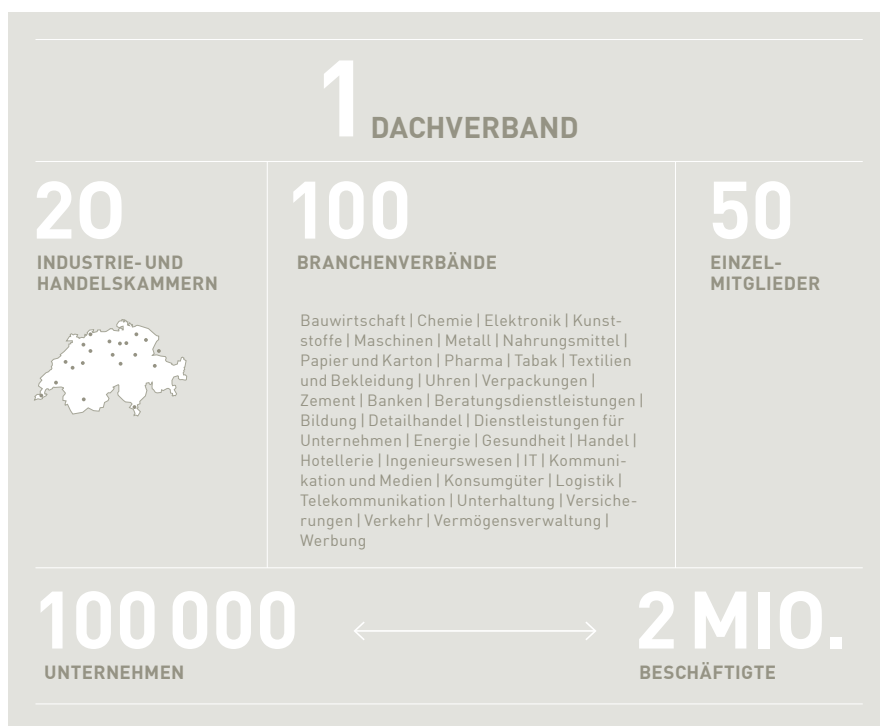 1 DACHVERBAND
20
INDUSTRIE- UND
HANDELSKAMMERN
100
BRANCHENVERBÄNDE
Bauwirtschaft | Chemie | Elektronik | Kunst-
stoffe | Maschinen | Metall | Nahrungsmittel |
Papier und Karton | Pharma | Tabak | Textilien
und Bekleidung | Uhren | Verpackungen |
Zement | Banken | Beratungsdienstleistungen |
Bildung | Detailhandel | Dienstleistungen für
Unternehmen | Energie | Gesundheit | Handel |
Hotellerie | Ingenieurswesen | IT | Kommuni-
kation und Medien | Konsumgüter | Logistik |
Telekommunikation | Unterhaltung | Versiche-
rungen | Verkehr | Vermögensverwaltung |
Werbung
50
EINZEL-
MITGLIEDER
100 000
UNTERNEHMEN
2 MIO.
BESCHÄFTIGTE